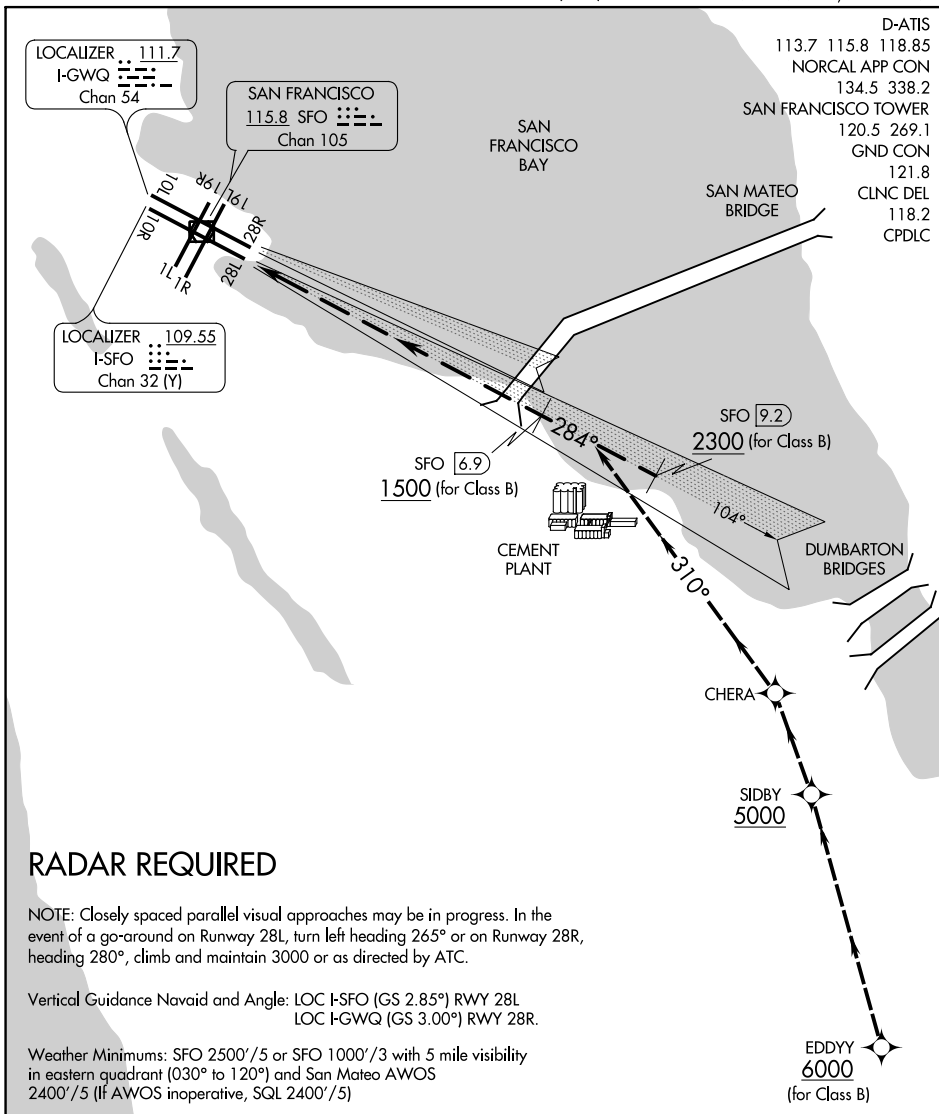 D-ATIS
113.7 115.8 118.85
NORCAL APP CON
134.5 338.2
SAN FRANCISCO TOWER
120.5 269.1
GND CON
121.8
CLNC DEL
118.2
CPDLC
LOCALIZER 111.7
I-GWQ
Chan 54
SAN FRANCISCO
115.8 SFO
Chan 105
SAN
FRANCISCO
BAY
SAN MATEO
BRIDGE
10L
19R
19L
10R
28R
1L
1R
28L
LOCALIZER 109.55
I-SFO
Chan 32 (Y)
SFO 9.2
2300 (for Class B)
284°
SFO 6.9
1500 (for Class B)
104°
CEMENT
PLANT
DUMBARTON
BRIDGES
310°
CHERA
SIDBY
5000
RADAR REQUIRED
NOTE: Closely spaced parallel visual approaches may be in progress. In the
event of a go-around on Runway 28L, turn left heading 265° or on Runway 28R,
heading 280°, climb and maintain 3000 or as directed by ATC.
Vertical Guidance Navaid and Angle: LOC I-SFO (GS 2.85°) RWY 28L
LOC I-GWQ (GS 3.00°) RWY 28R.
Weather Minimums: SFO 2500'/5 or SFO 1000'/3 with 5 mile visibility
in eastern quadrant (030° to 120°) and San Mateo AWOS
2400'/5 (If AWOS inoperative, SQL 2400'/5)
EDDYY
6000
(for Class B)